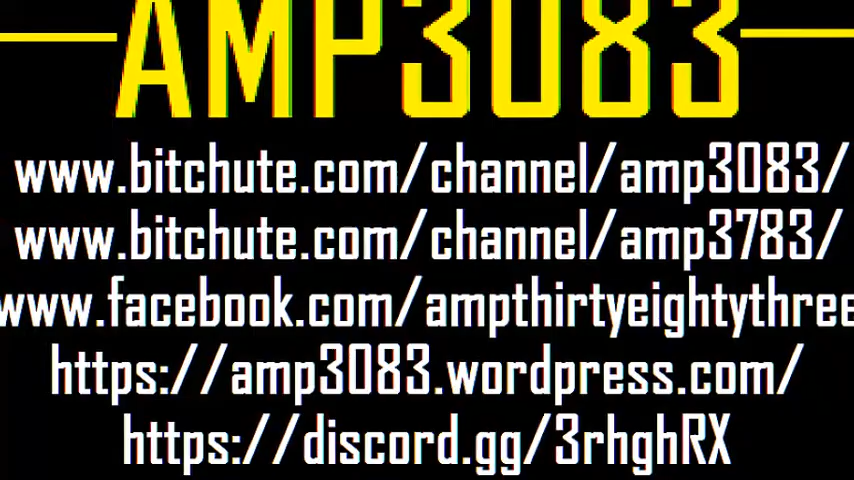 AMP3083
www.bitchute.com/channel/amp3083/
www.bitchute.com/channel/amp3783/
www.facebook.com/ampthirtyeightythree
https://amp3083.wordpress.com/
https://discord.gg/3rhghRX